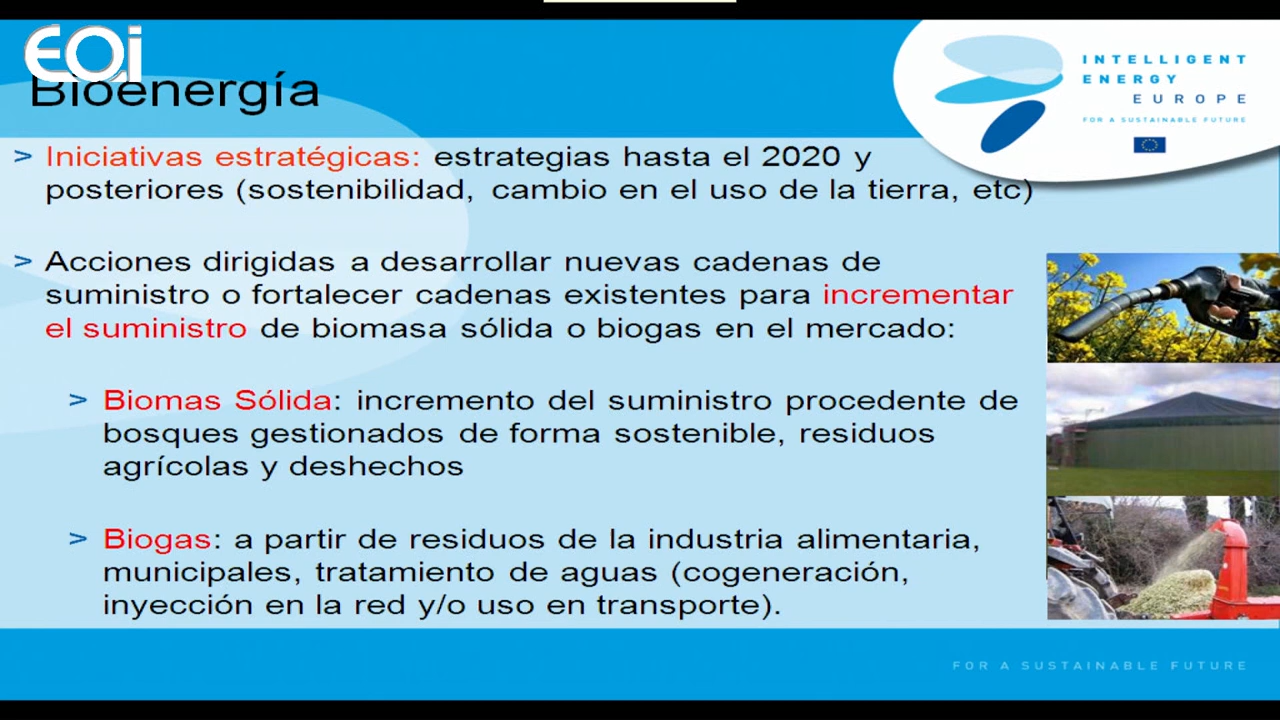 EOi
Bioenergía
INTELLIGENT
ENERGY
EUROPE
FOR A SUSTAINABLE FUTURE
> Iniciativas estratégicas: estrategias hasta el 2020 y
posteriores (sostenibilidad, cambio en el uso de la tierra, etc)
> Acciones dirigidas a desarrollar nuevas cadenas de
suministro o fortalecer cadenas existentes para incrementar
el suministro de biomasa sólida o biogas en el mercado:
> Biomas Sólida: incremento del suministro procedente de
bosques gestionados de forma sostenible, residuos
agrícolas y deshechos
> Biogas: a partir de residuos de la industria alimentaria,
municipales, tratamiento de aguas (cogeneración,
inyección en la red y/o uso en transporte).
FOR A SUSTAINABLE FUTURE